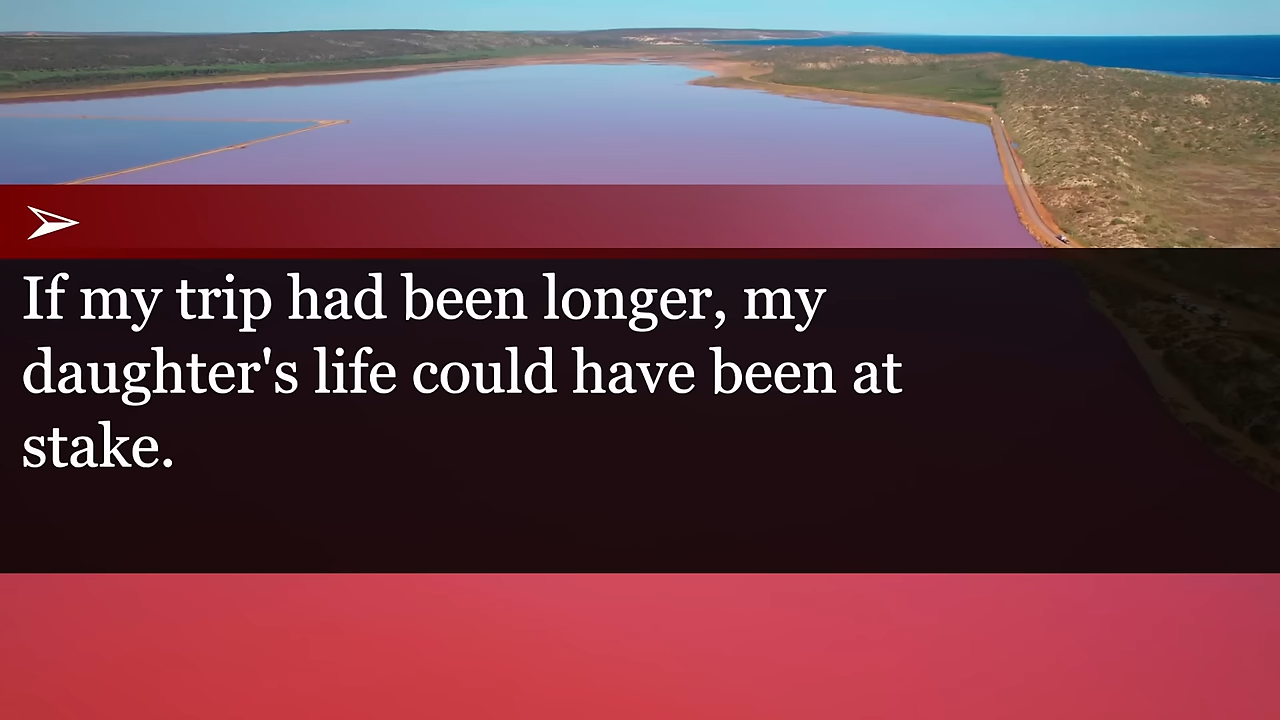 If my trip had been longer, my
daughter's life could have been at
stake.